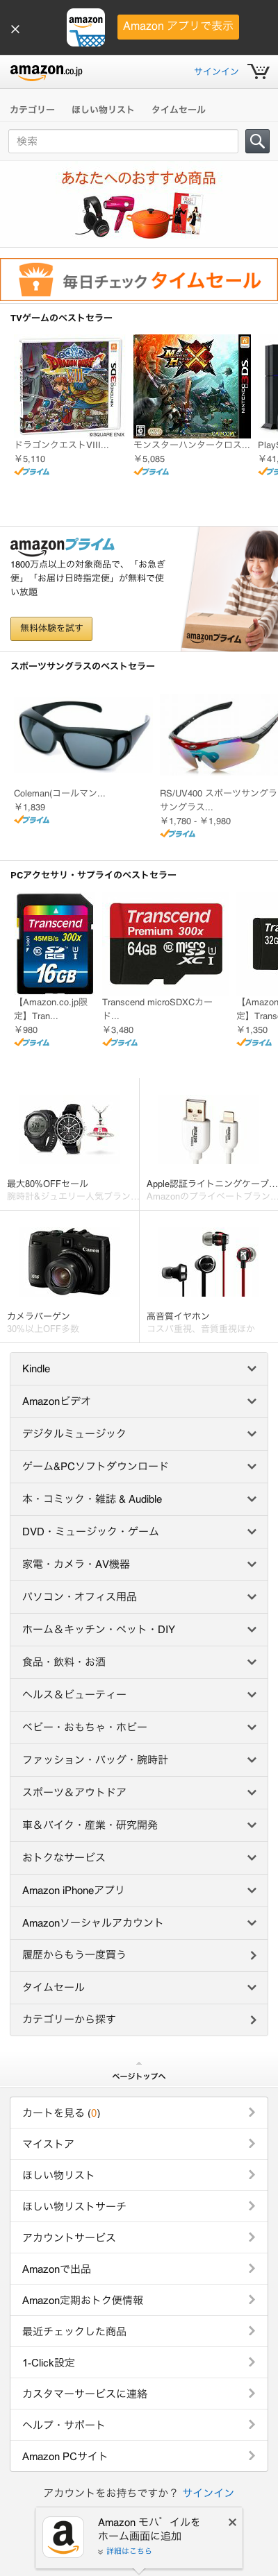 amazon
Amazon アプリで表示
amazon.co.jp
サインイン
カテゴリー ほしい物リスト タイムセール
検索
あなたへのおすすめ商品
毎日チェック タイムセール
TVゲームのベストセラー
ドラゴンクエストVIII...
￥5,110
プライム
モンスターハンタークロス...
￥5,085
プライム
PlayS
￥41,
プライム
amazonプライム
1800万点以上の対象商品で、「お急ぎ
便」「お届け日時指定便」が無料で使
い放題
無料体験を試す
amazonプライム
スポーツサングラスのベストセラー
Coleman(コールマン...
￥1,839
プライム
RS/UV400 スポーツサングラ
サングラス...
￥1,780 - ￥1,980
プライム
PCアクセサリ・サプライのベストセラー
Transcend
45MB/s 300x
16GB
Transcend
Premium 300x
64GB
micro SD XC I
【Amazon.co.jp限
定】Tran...
￥980
プライム
Transcend microSDXCカー
ド...
￥3,480
プライム
【Amazon
定】Trans
￥1,350
プライム
最大80%OFFセール
腕時計&ジュエリー人気ブラン...
Apple認証ライトニングケーブ...
Amazonのプライベートブラン...
Canon
カメラバーゲン
30%以上OFF多数
高音質イヤホン
コスパ重視、音質重視ほか
Kindle
Amazonビデオ
デジタルミュージック
ゲーム&PCソフトダウンロード
本・コミック・雑誌 & Audible
DVD・ミュージック・ゲーム
家電・カメラ・AV機器
パソコン・オフィス用品
ホーム＆キッチン・ペット・DIY
食品・飲料・お酒
ヘルス＆ビューティー
ベビー・おもちゃ・ホビー
ファッション・バッグ・腕時計
スポーツ＆アウトドア
車＆バイク・産業・研究開発
おトクなサービス
Amazon iPhoneアプリ
Amazonソーシャルアカウント
履歴からもう一度買う
タイムセール
カテゴリーから探す
ページトップへ
カートを見る (0)
マイストア
ほしい物リスト
ほしい物リストサーチ
アカウントサービス
Amazonで出品
Amazon定期おトク便情報
最近チェックした商品
1-Click設定
カスタマーサービスに連絡
ヘルプ・サポート
Amazon PCサイト
アカウントをお持ちですか？ サインイン
Amazon モバイルを
ホーム画面に追加
詳細はこちら